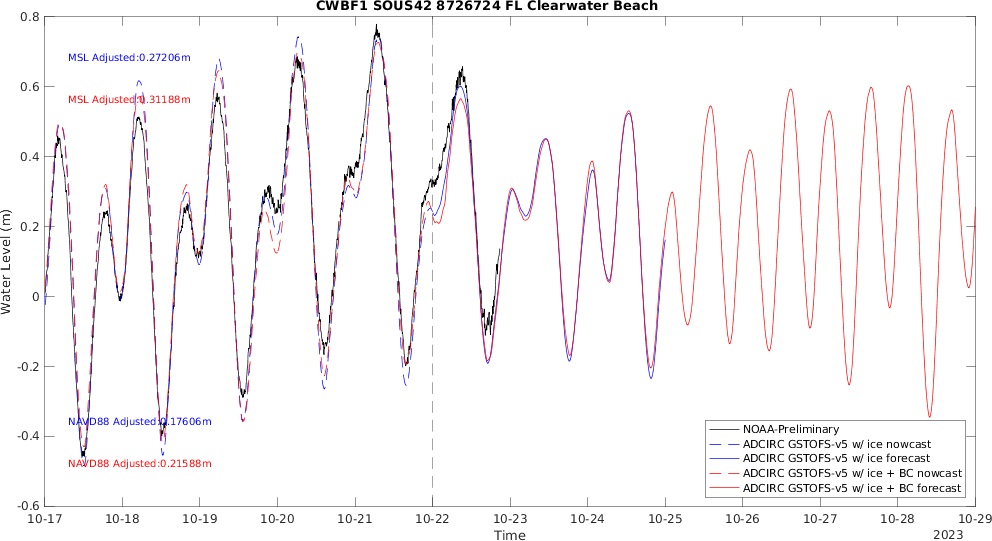 CWBF1 SOUS42 8726724 FL Clearwater Beach
0.8
0.6
0.4
0.2
0
-0.2
-0.4
-0.6
Water Level (m)
MSL Adjusted:0.27206m
MSL Adjusted:0.31188m
NAVD88 Adjusted:0.17606m
NAVD88 Adjusted:0.21588m
NOAA-Preliminary
ADCIRC GSTOFS-v5 w/ ice nowcast
ADCIRC GSTOFS-v5 w/ ice forecast
ADCIRC GSTOFS-v5 w/ ice + BC nowcast
ADCIRC GSTOFS-v5 w/ ice + BC forecast
10-17 10-18 10-19 10-20 10-21 10-22 10-23 10-24 10-25 10-26 10-27 10-28 10-29
Time
2023